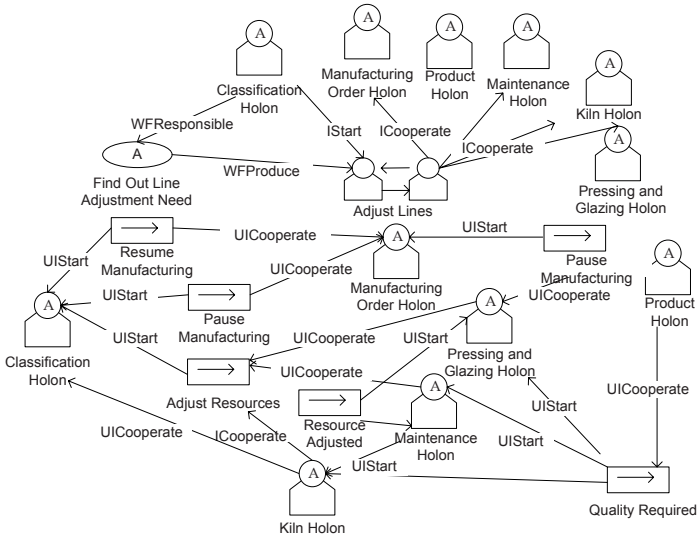 A
A
A
A
A
Classification
Holon
Manufacturing
Order Holon
Product
Holon
Maintenance
Holon
Kiln Holon
WFResponsible
IStart
ICooperate
ICooperate
A
A
WFProduce
Find Out Line
Adjustment Need
Adjust Lines
Pressing and
Glazing Holon
UIStart
Resume
Manufacturing
UICooperate
A
UIStart
Pause
Manufacturing
A
UIStart
UICooperate
Manufacturing
Order Holon
UICooperate
Product
Holon
A
UIStart
Pause
Manufacturing
A
UICooperate
UIStart
Pressing and
Glazing Holon
Classification
Holon
UICooperate
A
UICooperate
Adjust Resources
Resource
Adjusted
Maintenance
Holon
UIStart
UICooperate
ICooperate
UIStart
UIStart
A
Kiln Holon
Quality Required